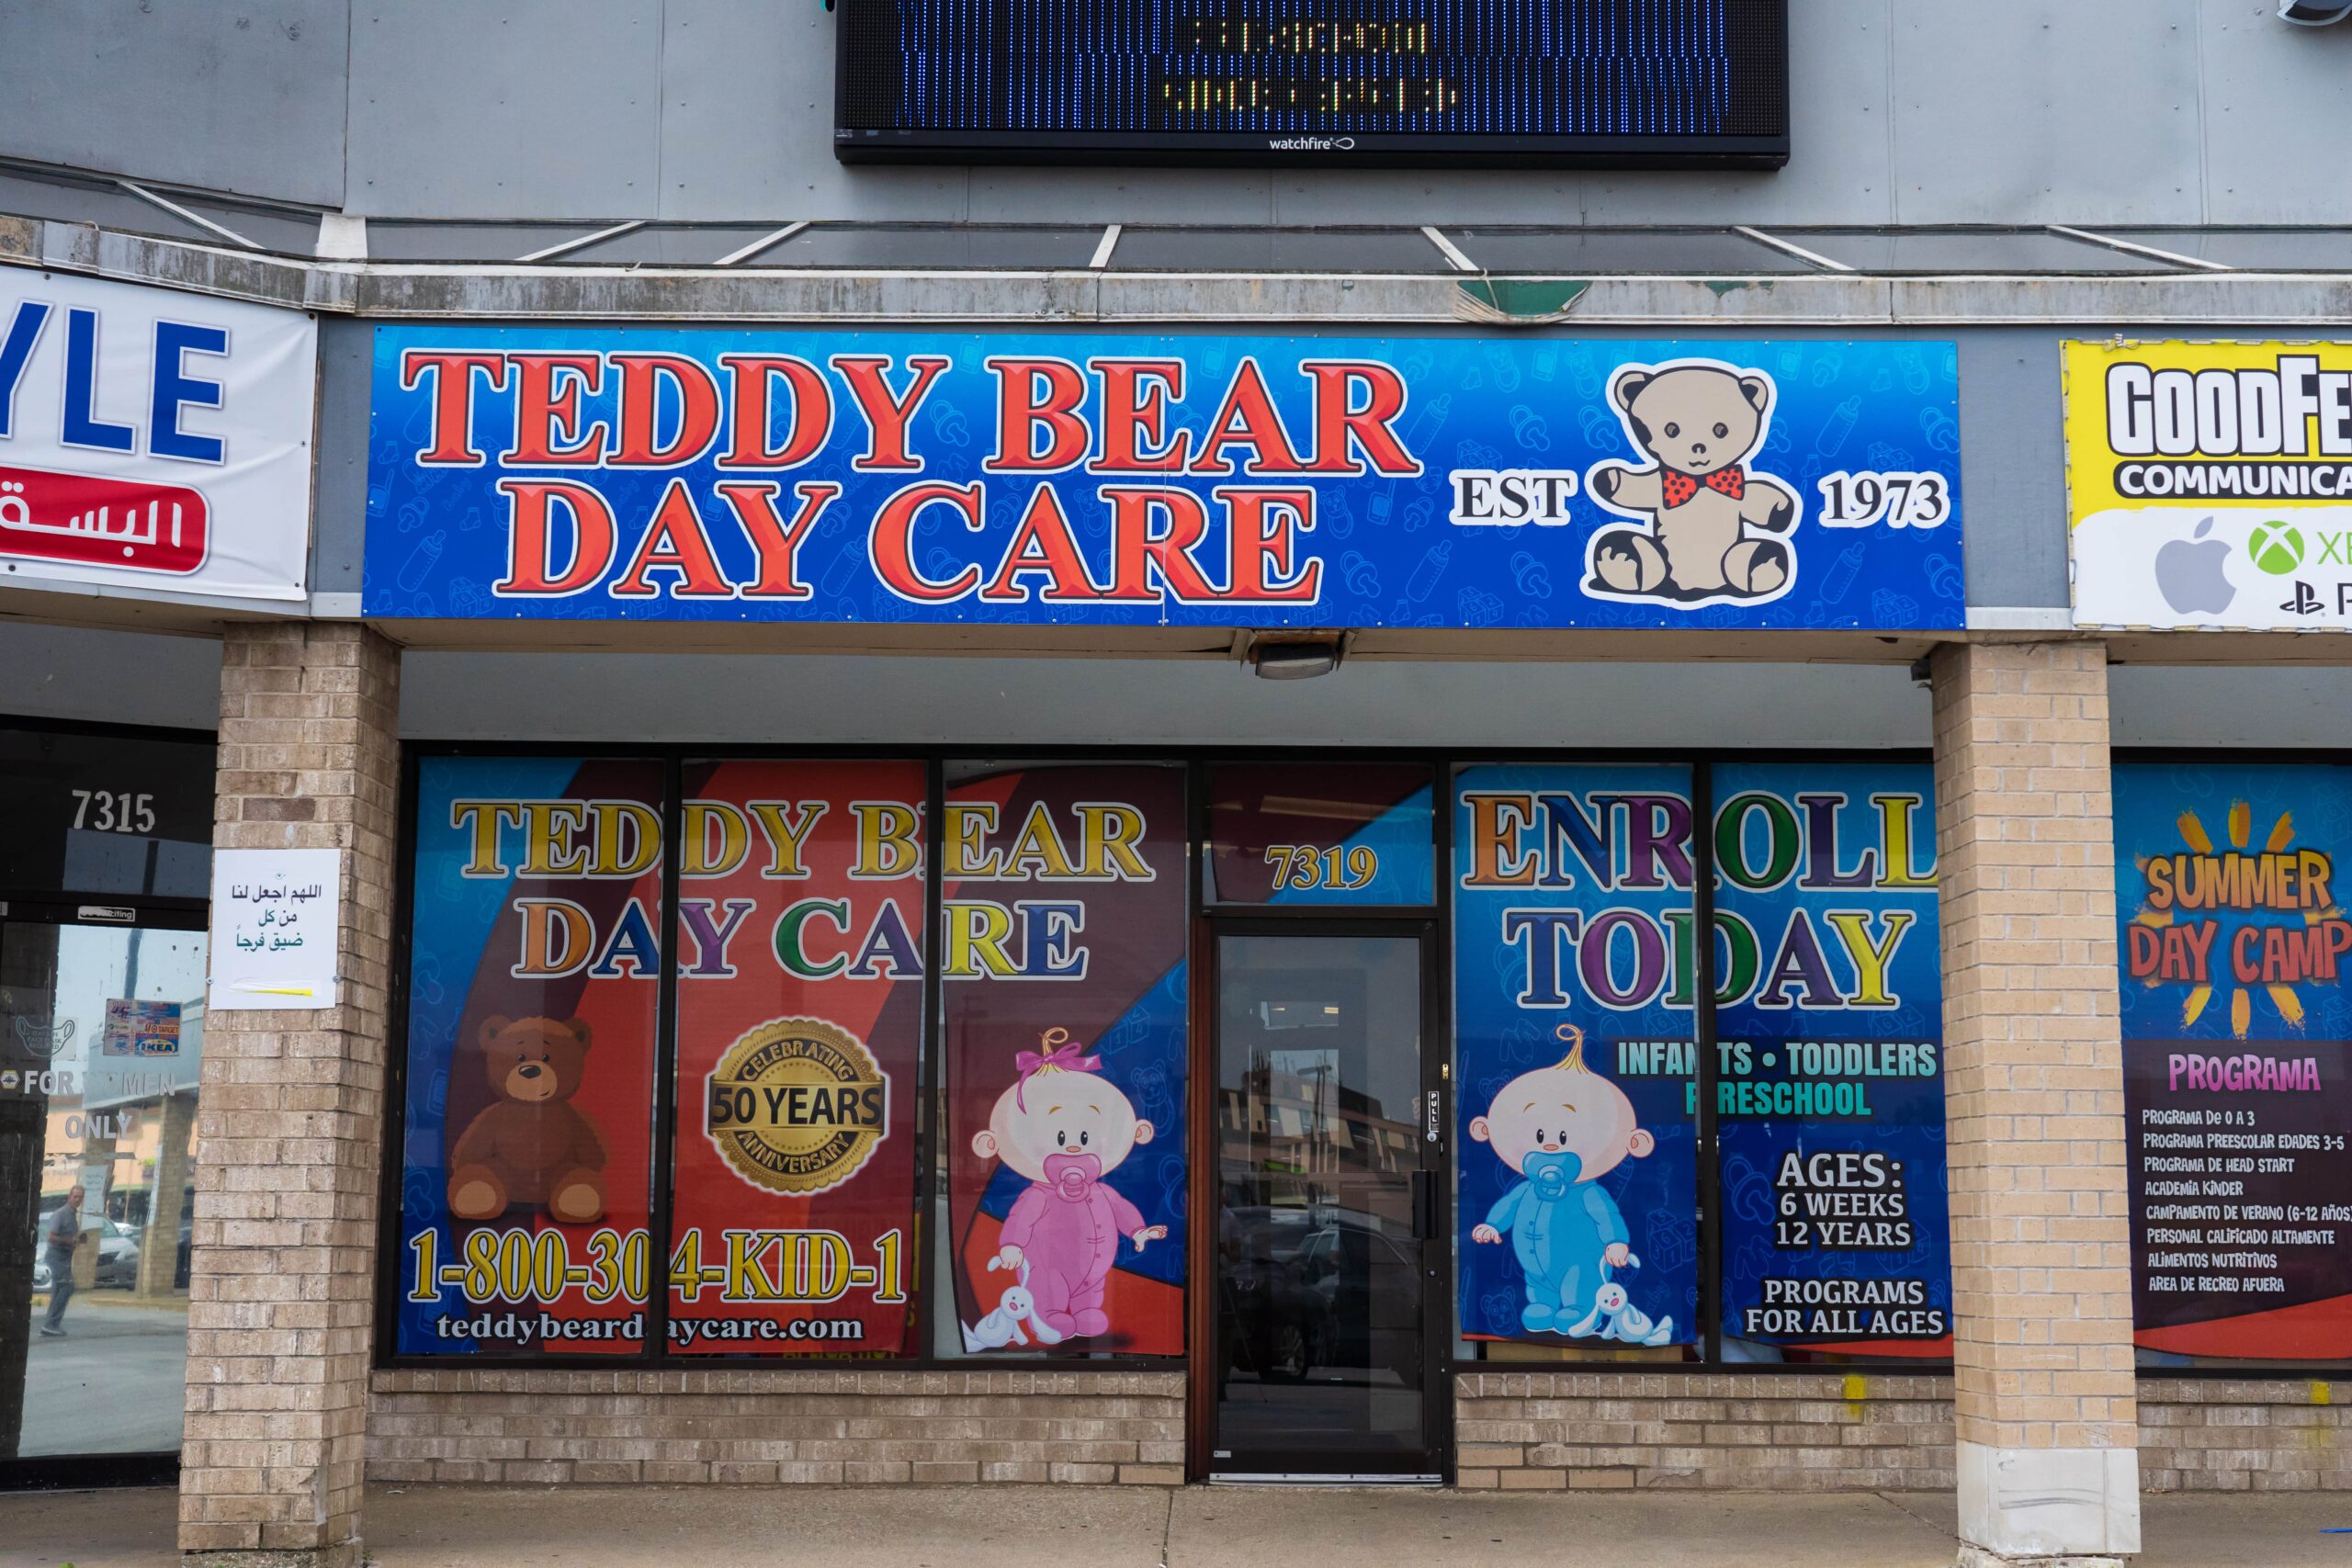 watchfire
YLE
البسة
TEDDY BEAR
DAY CARE
EST 1973
GOODFE
COMMUNICA
XB
P
7315
اللهم اجعل لنا
من كل
ضيق فرجاً
FOR WOMEN
ONLY
IKEA
TEDDY BEAR
DAY CARE
CELEBRATING
50 YEARS
ANNIVERSARY
1-800-304-KID-1
teddybeardaycare.com
7319
PULL
ENROLL
TODAY
INFANTS • TODDLERS
PRESCHOOL
AGES:
6 WEEKS
12 YEARS
PROGRAMS
FOR ALL AGES
SUMMER
DAY CAMP
PROGRAMA
PROGRAMA DE 0 A 3
PROGRAMA PREESCOLAR EDADES 3-5
PROGRAMA DE HEAD START
ACADEMIA KINDER
CAMPAMENTO DE VERANO (6-12 AÑOS)
PERSONAL CALIFICADO ALTAMENTE
ALIMENTOS NUTRITIVOS
AREA DE RECREO AFUERA